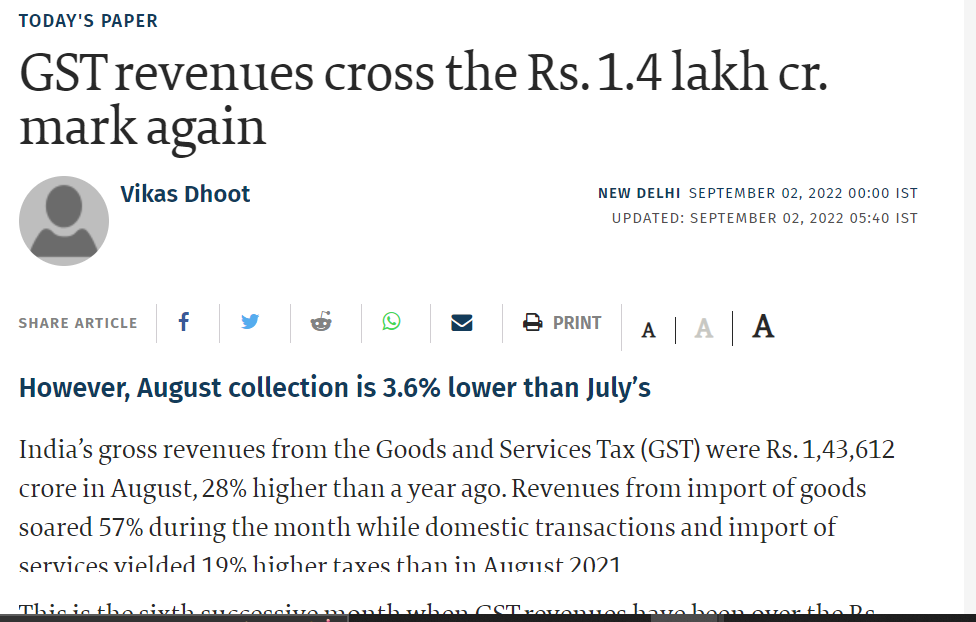 TODAY'S PAPER
GST revenues cross the Rs. 1.4 lakh cr.
mark again
Vikas Dhoot
NEW DELHI SEPTEMBER 02, 2022 00:00 IST
UPDATED: SEPTEMBER 02, 2022 05:40 IST
SHARE ARTICLE PRINT A A A
However, August collection is 3.6% lower than July’s
India’s gross revenues from the Goods and Services Tax (GST) were Rs. 1,43,612
crore in August, 28% higher than a year ago. Revenues from import of goods
soared 57% during the month while domestic transactions and import of
services yielded 19% higher taxes than in August 2021
This is the sixth successive month when GST revenues have been over the Rs.